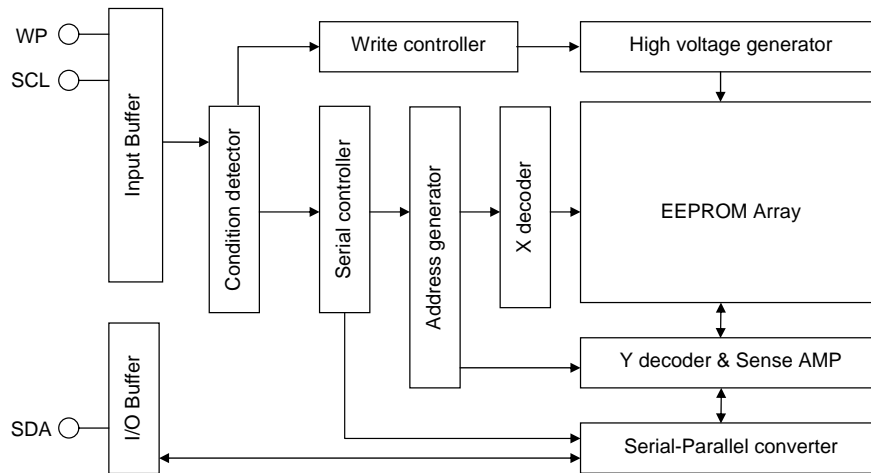 WP
SCL
SDA
Input Buffer
I/O Buffer
Condition detector
Write controller
Serial controller
Address generator
X decoder
High voltage generator
EEPROM Array
Y decoder & Sense AMP
Serial-Parallel converter